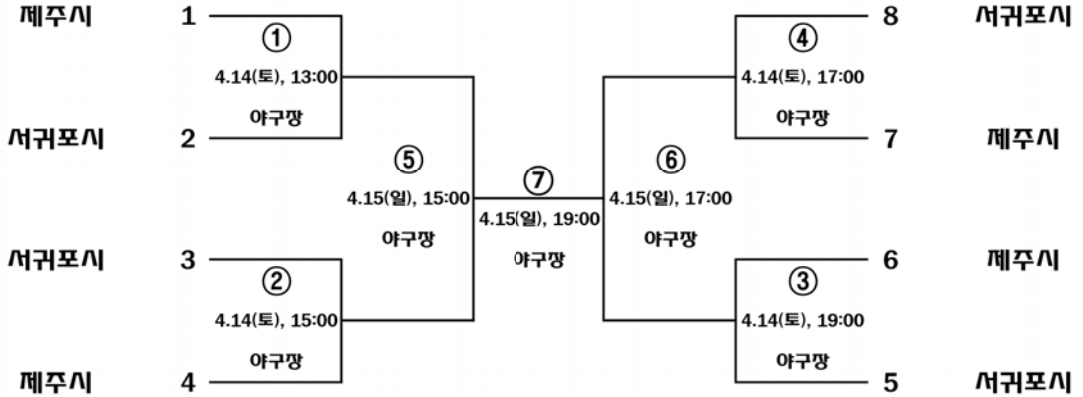 제주시 1
①
4.14(토), 13:00
야구장
서귀포시 2
⑤
4.15(일), 15:00
야구장
서귀포시 3
②
4.14(토), 15:00
야구장
제주시 4
⑦
4.15(일), 19:00
야구장
8 서귀포시
④
4.14(토), 17:00
야구장
7 제주시
⑥
4.15(일), 17:00
야구장
6 제주시
③
4.14(토), 19:00
야구장
5 서귀포시